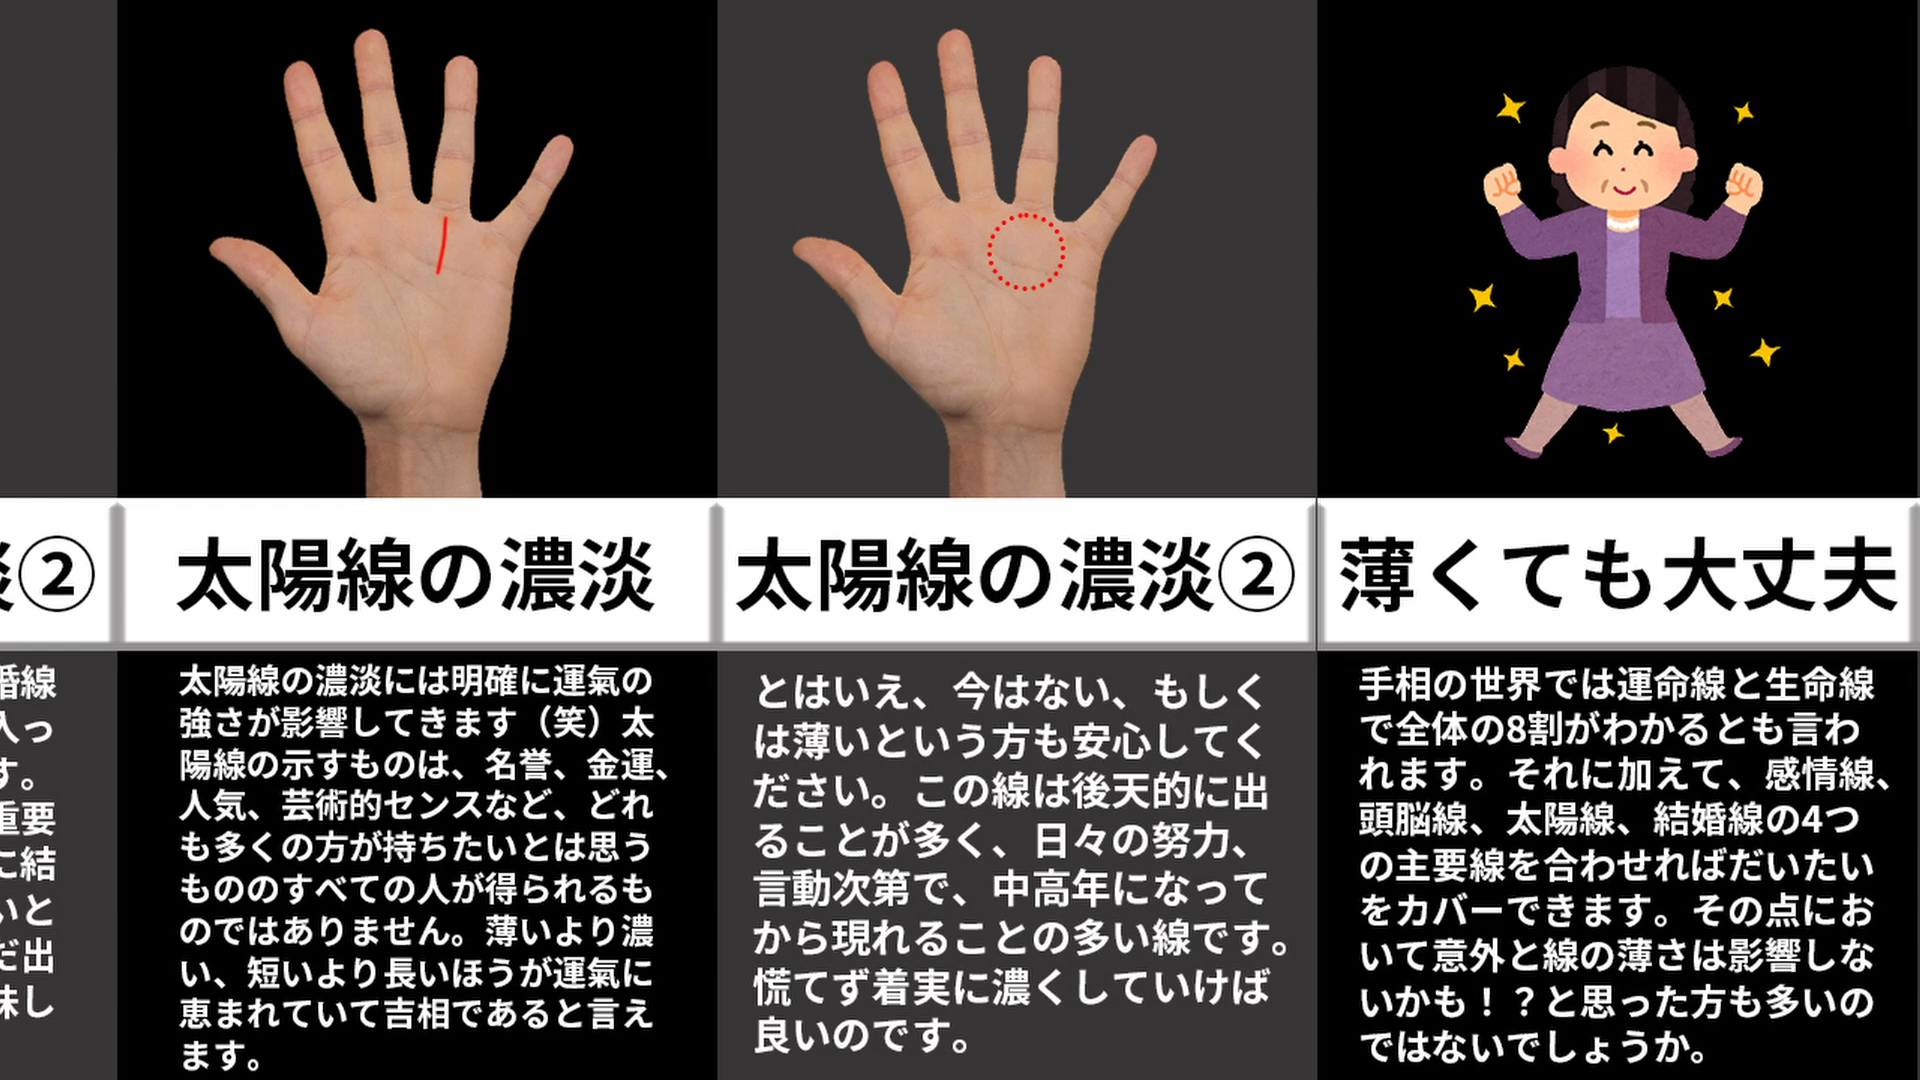 淡②
婚線
入っ
す。
重要
に結
いと
だ出
味し
太陽線の濃淡
太陽線の濃淡には明確に運氣の
強さが影響してきます（笑）太
陽線の示すものは、名誉、金運、
人気、芸術的センスなど、どれ
も多くの方が持ちたいとは思う
もののすべての人が得られるも
のではありません。薄いより濃
い、短いより長いほうが運氣に
恵まれていて吉相であると言え
ます。
太陽線の濃淡②
とはいえ、今はない、もしく
は薄いという方も安心してく
ださい。この線は後天的に出
ることが多く、日々の努力、
言動次第で、中高年になって
から現れることの多い線です。
慌てず着実に濃くしていけば
良いのです。
薄くても大丈夫
手相の世界では運命線と生命線
で全体の8割がわかるとも言わ
れます。それに加えて、感情線、
頭脳線、太陽線、結婚線の4つ
の主要線を合わせればだいたい
をカバーできます。その点にお
いて意外と線の薄さは影響しな
いかも！？と思った方も多いの
ではないでしょうか。